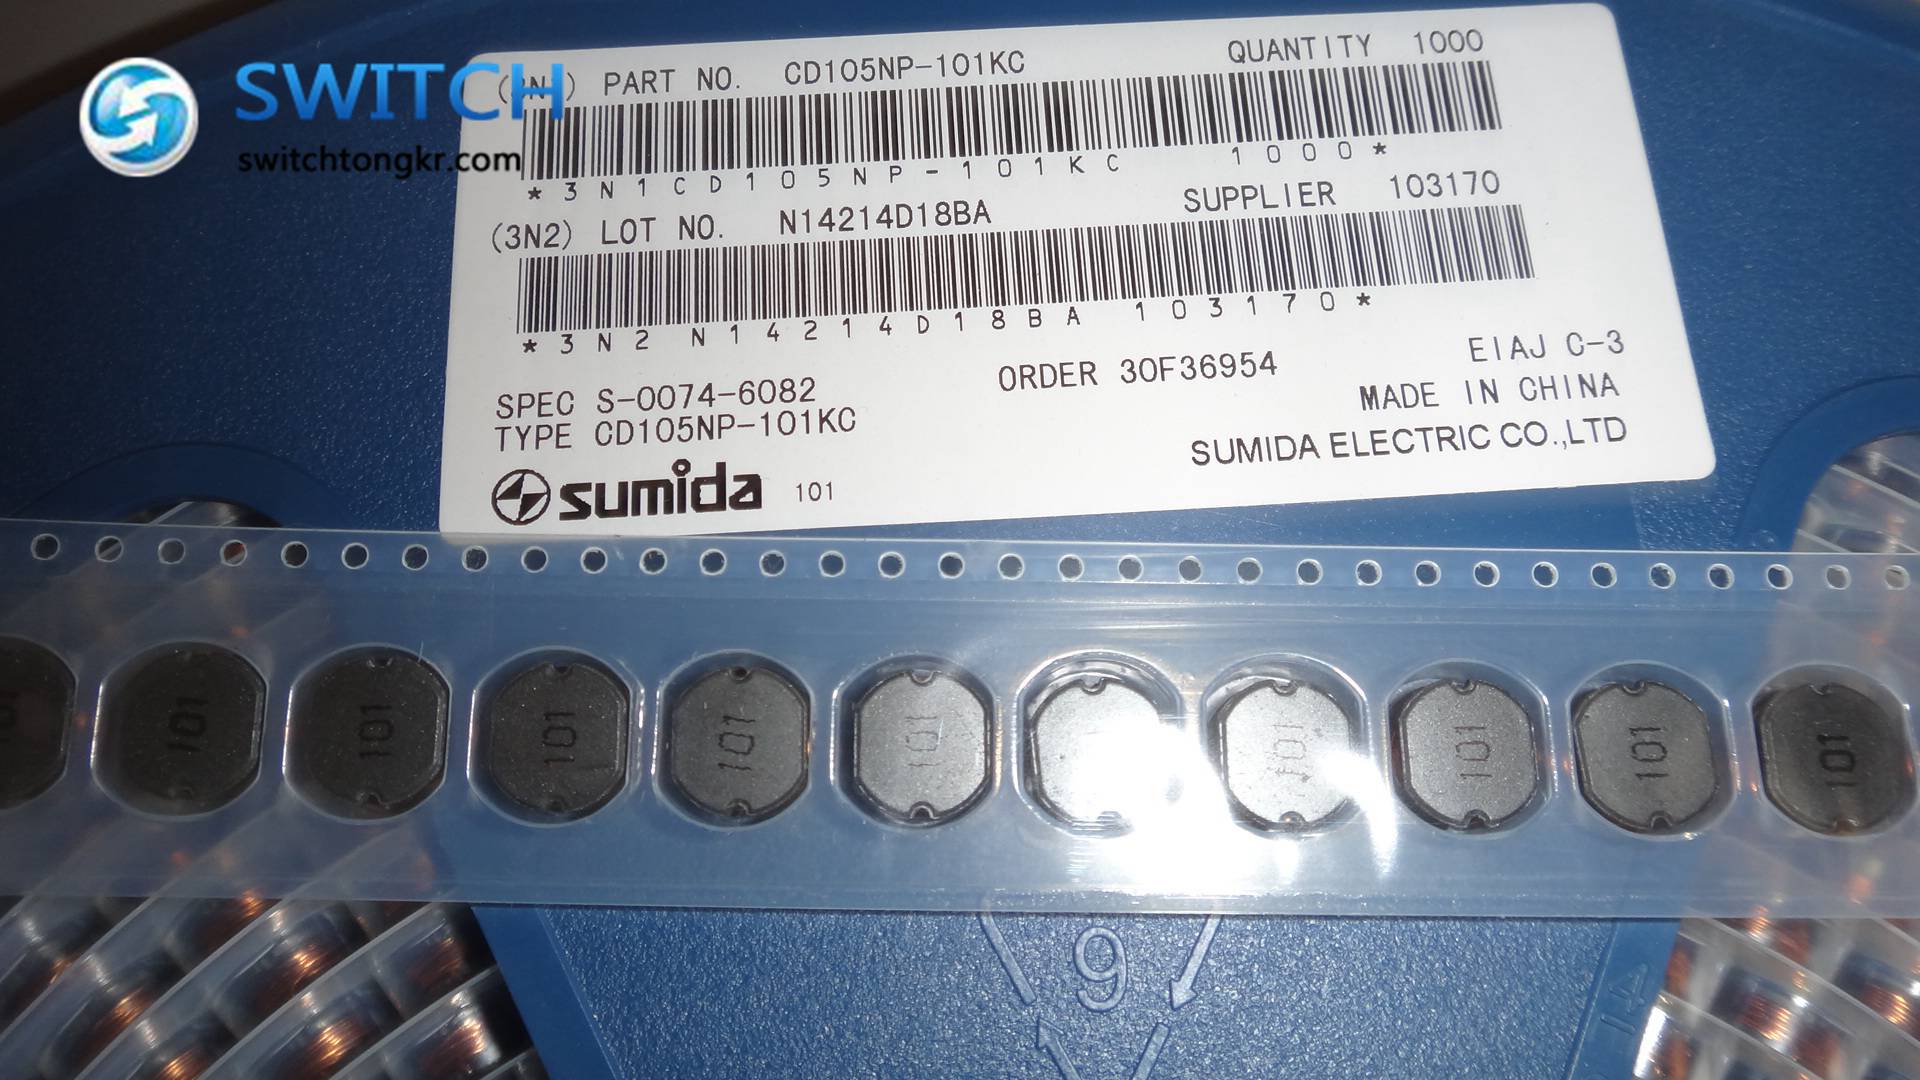 SWITCH
switchtongkr.com
(3N1) PART NO. CD105NP-101KC QUANTITY 1000
*3N1CD105NP-101KC 1000*
(3N2) LOT NO. N14214D18BA SUPPLIER 103170
*3N2 N14214D18BA 103170*
SPEC S-0074-6082 ORDER 30F36954 EIAJ C-3
TYPE CD105NP-101KC MADE IN CHINA
sumida 101 SUMIDA ELECTRIC CO.,LTD
101 101 101 101 101 101 101 101 101 101
9